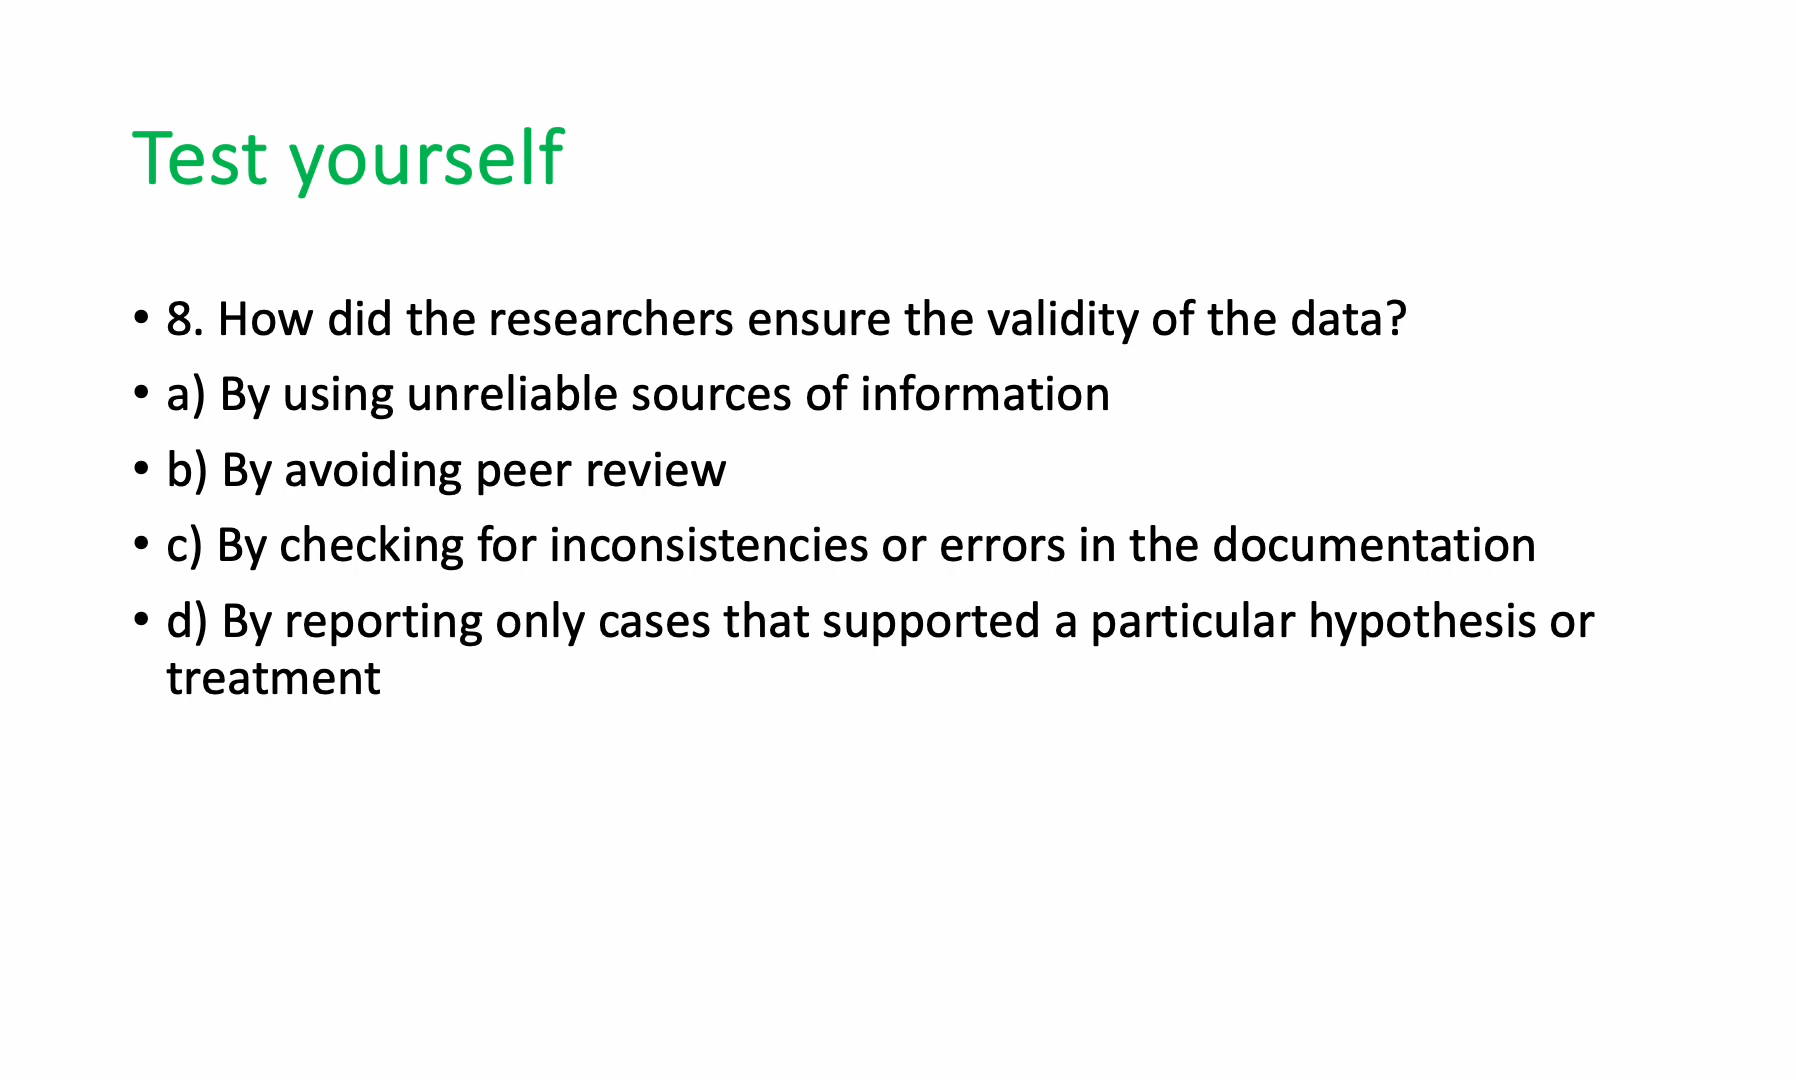 Test yourself
• 8. How did the researchers ensure the validity of the data?
• a) By using unreliable sources of information
• b) By avoiding peer review
• c) By checking for inconsistencies or errors in the documentation
• d) By reporting only cases that supported a particular hypothesis or
treatment